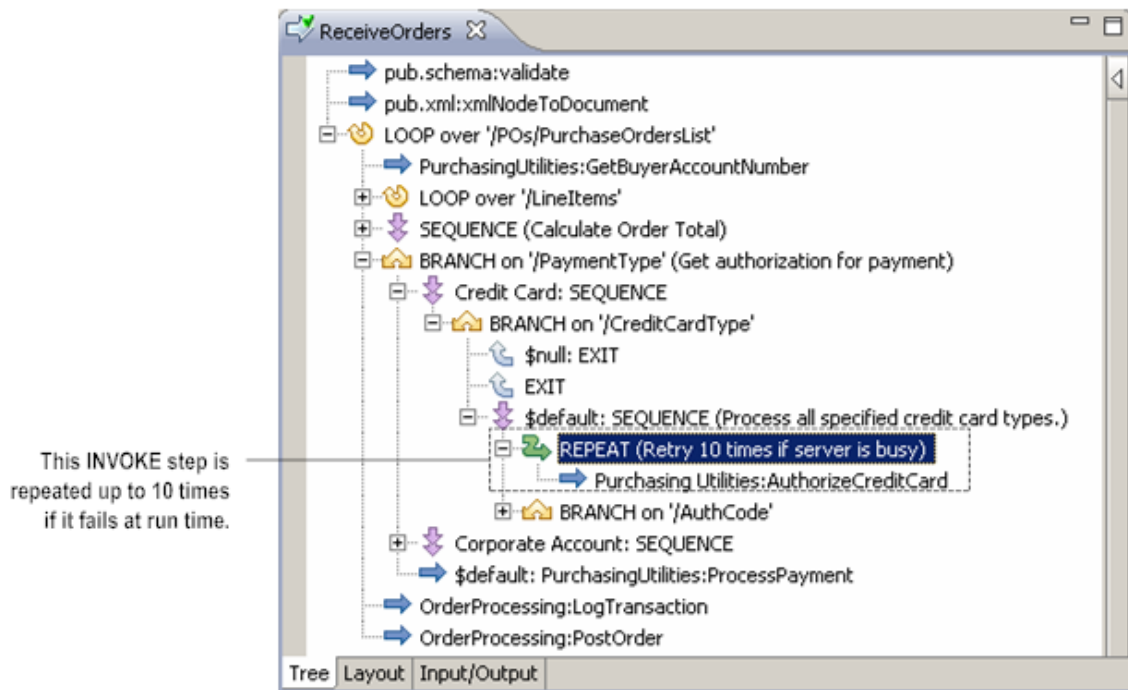 ReceiveOrders
pub.schema:validate
pub.xml:xmlNodeToDocument
LOOP over '/POs/PurchaseOrdersList'
PurchasingUtilities:GetBuyerAccountNumber
LOOP over '/LineItems'
SEQUENCE (Calculate Order Total)
BRANCH on '/PaymentType' (Get authorization for payment)
Credit Card: SEQUENCE
BRANCH on '/CreditCardType'
$null: EXIT
EXIT
$default: SEQUENCE (Process all specified credit card types.)
REPEAT (Retry 10 times if server is busy)
Purchasing Utilities:AuthorizeCreditCard
BRANCH on '/AuthCode'
Corporate Account: SEQUENCE
$default: PurchasingUtilities:ProcessPayment
OrderProcessing:LogTransaction
OrderProcessing:PostOrder
Tree Layout Input/Output
This INVOKE step is
repeated up to 10 times
if it fails at run time.